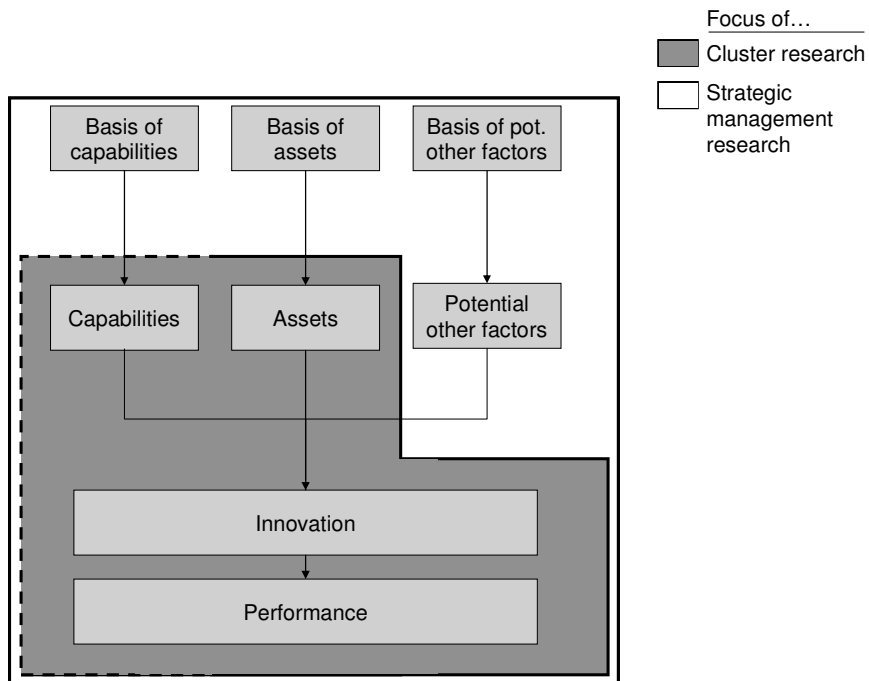 Focus of…
Cluster research
Strategic
management
research
Basis of
capabilities
Basis of
assets
Basis of pot.
other factors
Capabilities
Assets
Potential
other factors
Innovation
Performance